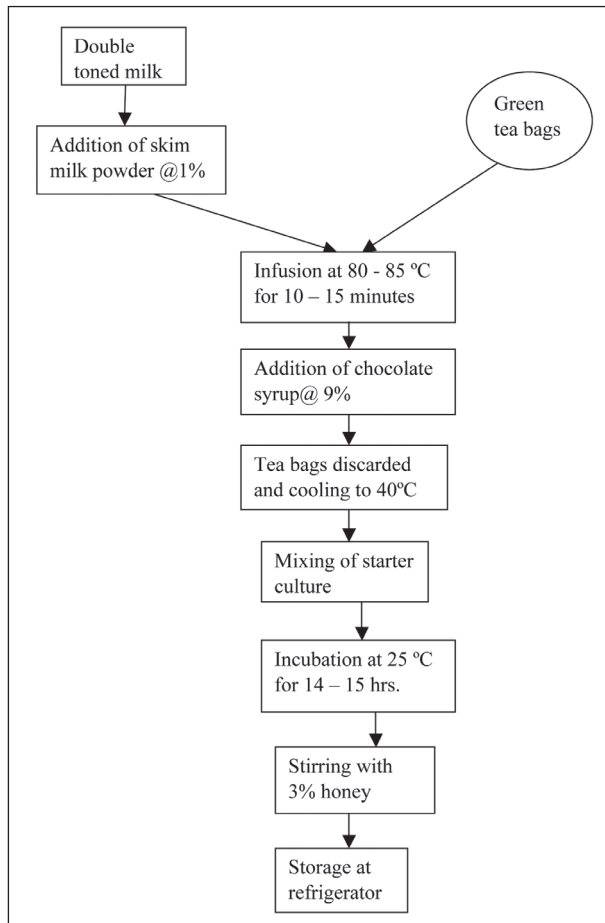 Double
toned milk
Green
tea bags
Addition of skim
milk powder @1%
Infusion at 80 - 85 ºC
for 10 – 15 minutes
Addition of chocolate
syrup@ 9%
Tea bags discarded
and cooling to 40ºC
Mixing of starter
culture
Incubation at 25 ºC
for 14 – 15 hrs.
Stirring with
3% honey
Storage at
refrigerator